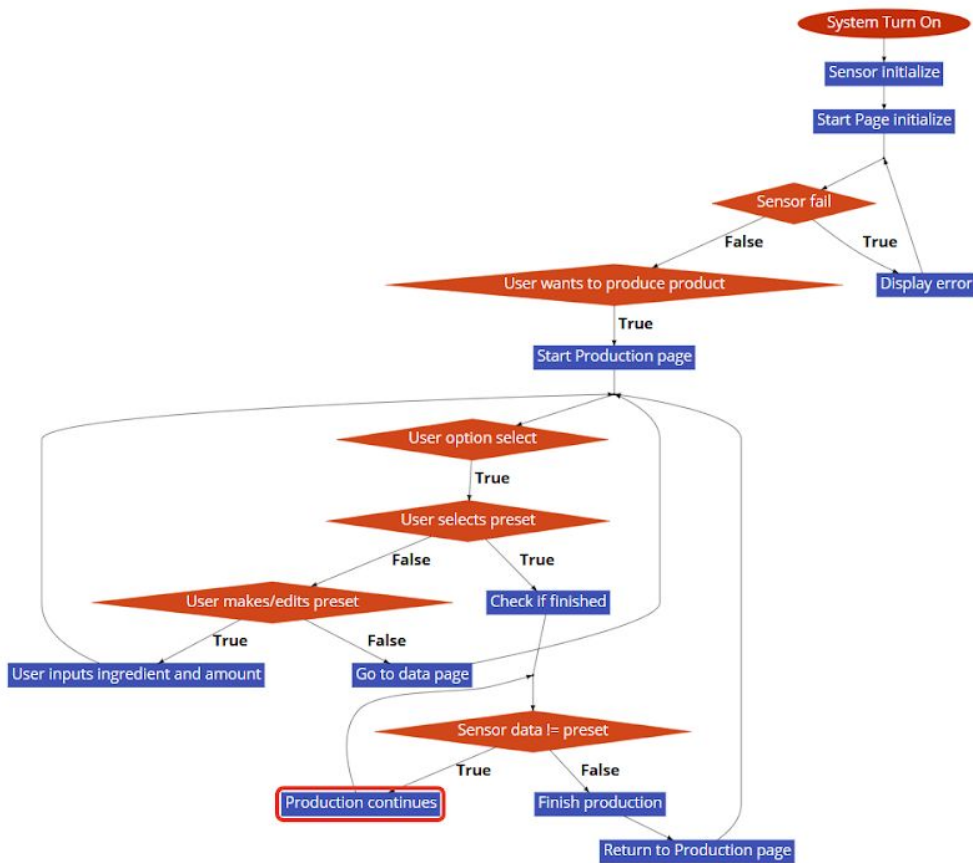 System Turn On
Sensor initialize
Start Page initialize
Sensor fail
False
True
User wants to produce product
Display error
True
Start Production page
User option select
True
User selects preset
False
True
User makes/edits preset
Check if finished
True
False
User inputs ingredient and amount
Go to data page
Sensor data != preset
True
False
Production continues
Finish production
Return to Production page